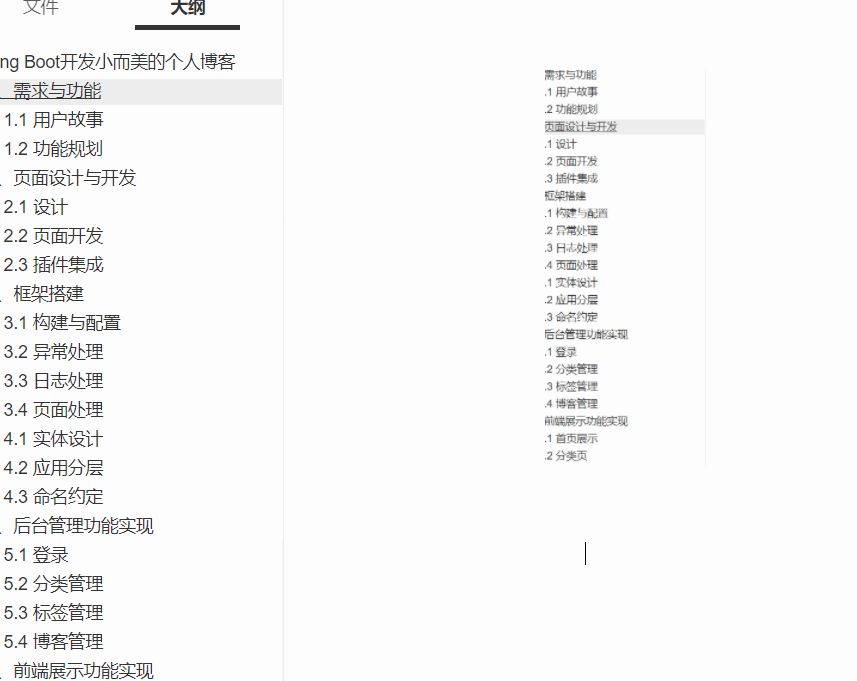 文件
大纲
ng Boot开发小而美的个人博客
、需求与功能
1.1 用户故事
1.2 功能规划
、页面设计与开发
2.1 设计
2.2 页面开发
2.3 插件集成
、框架搭建
3.1 构建与配置
3.2 异常处理
3.3 日志处理
3.4 页面处理
4.1 实体设计
4.2 应用分层
4.3 命名约定
、后台管理功能实现
5.1 登录
5.2 分类管理
5.3 标签管理
5.4 博客管理
、前端展示功能实现
需求与功能
.1 用户故事
.2 功能规划
页面设计与开发
.1 设计
.2 页面开发
.3 插件集成
框架搭建
.1 构建与配置
.2 异常处理
.3 日志处理
.4 页面处理
.1 实体设计
.2 应用分层
.3 命名约定
后台管理功能实现
.1 登录
.2 分类管理
.3 标签管理
.4 博客管理
前端展示功能实现
.1 首页展示
.2 分类页